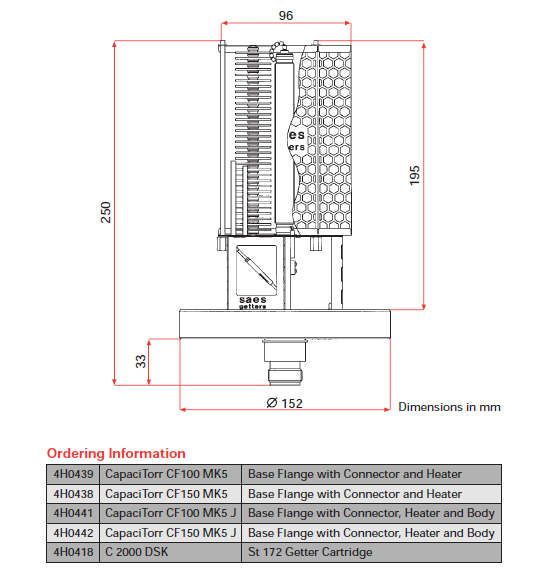 96
250
195
es
ers
saes
getters
33
Ø 152
Dimensions in mm
Ordering Information
4H0439 CapaciTorr CF100 MK5 Base Flange with Connector and Heater
4H0438 CapaciTorr CF150 MK5 Base Flange with Connector and Heater
4H0441 CapaciTorr CF100 MK5 J Base Flange with Connector, Heater and Body
4H0442 CapaciTorr CF150 MK5 J Base Flange with Connector, Heater and Body
4H0418 C 2000 DSK St 172 Getter Cartridge